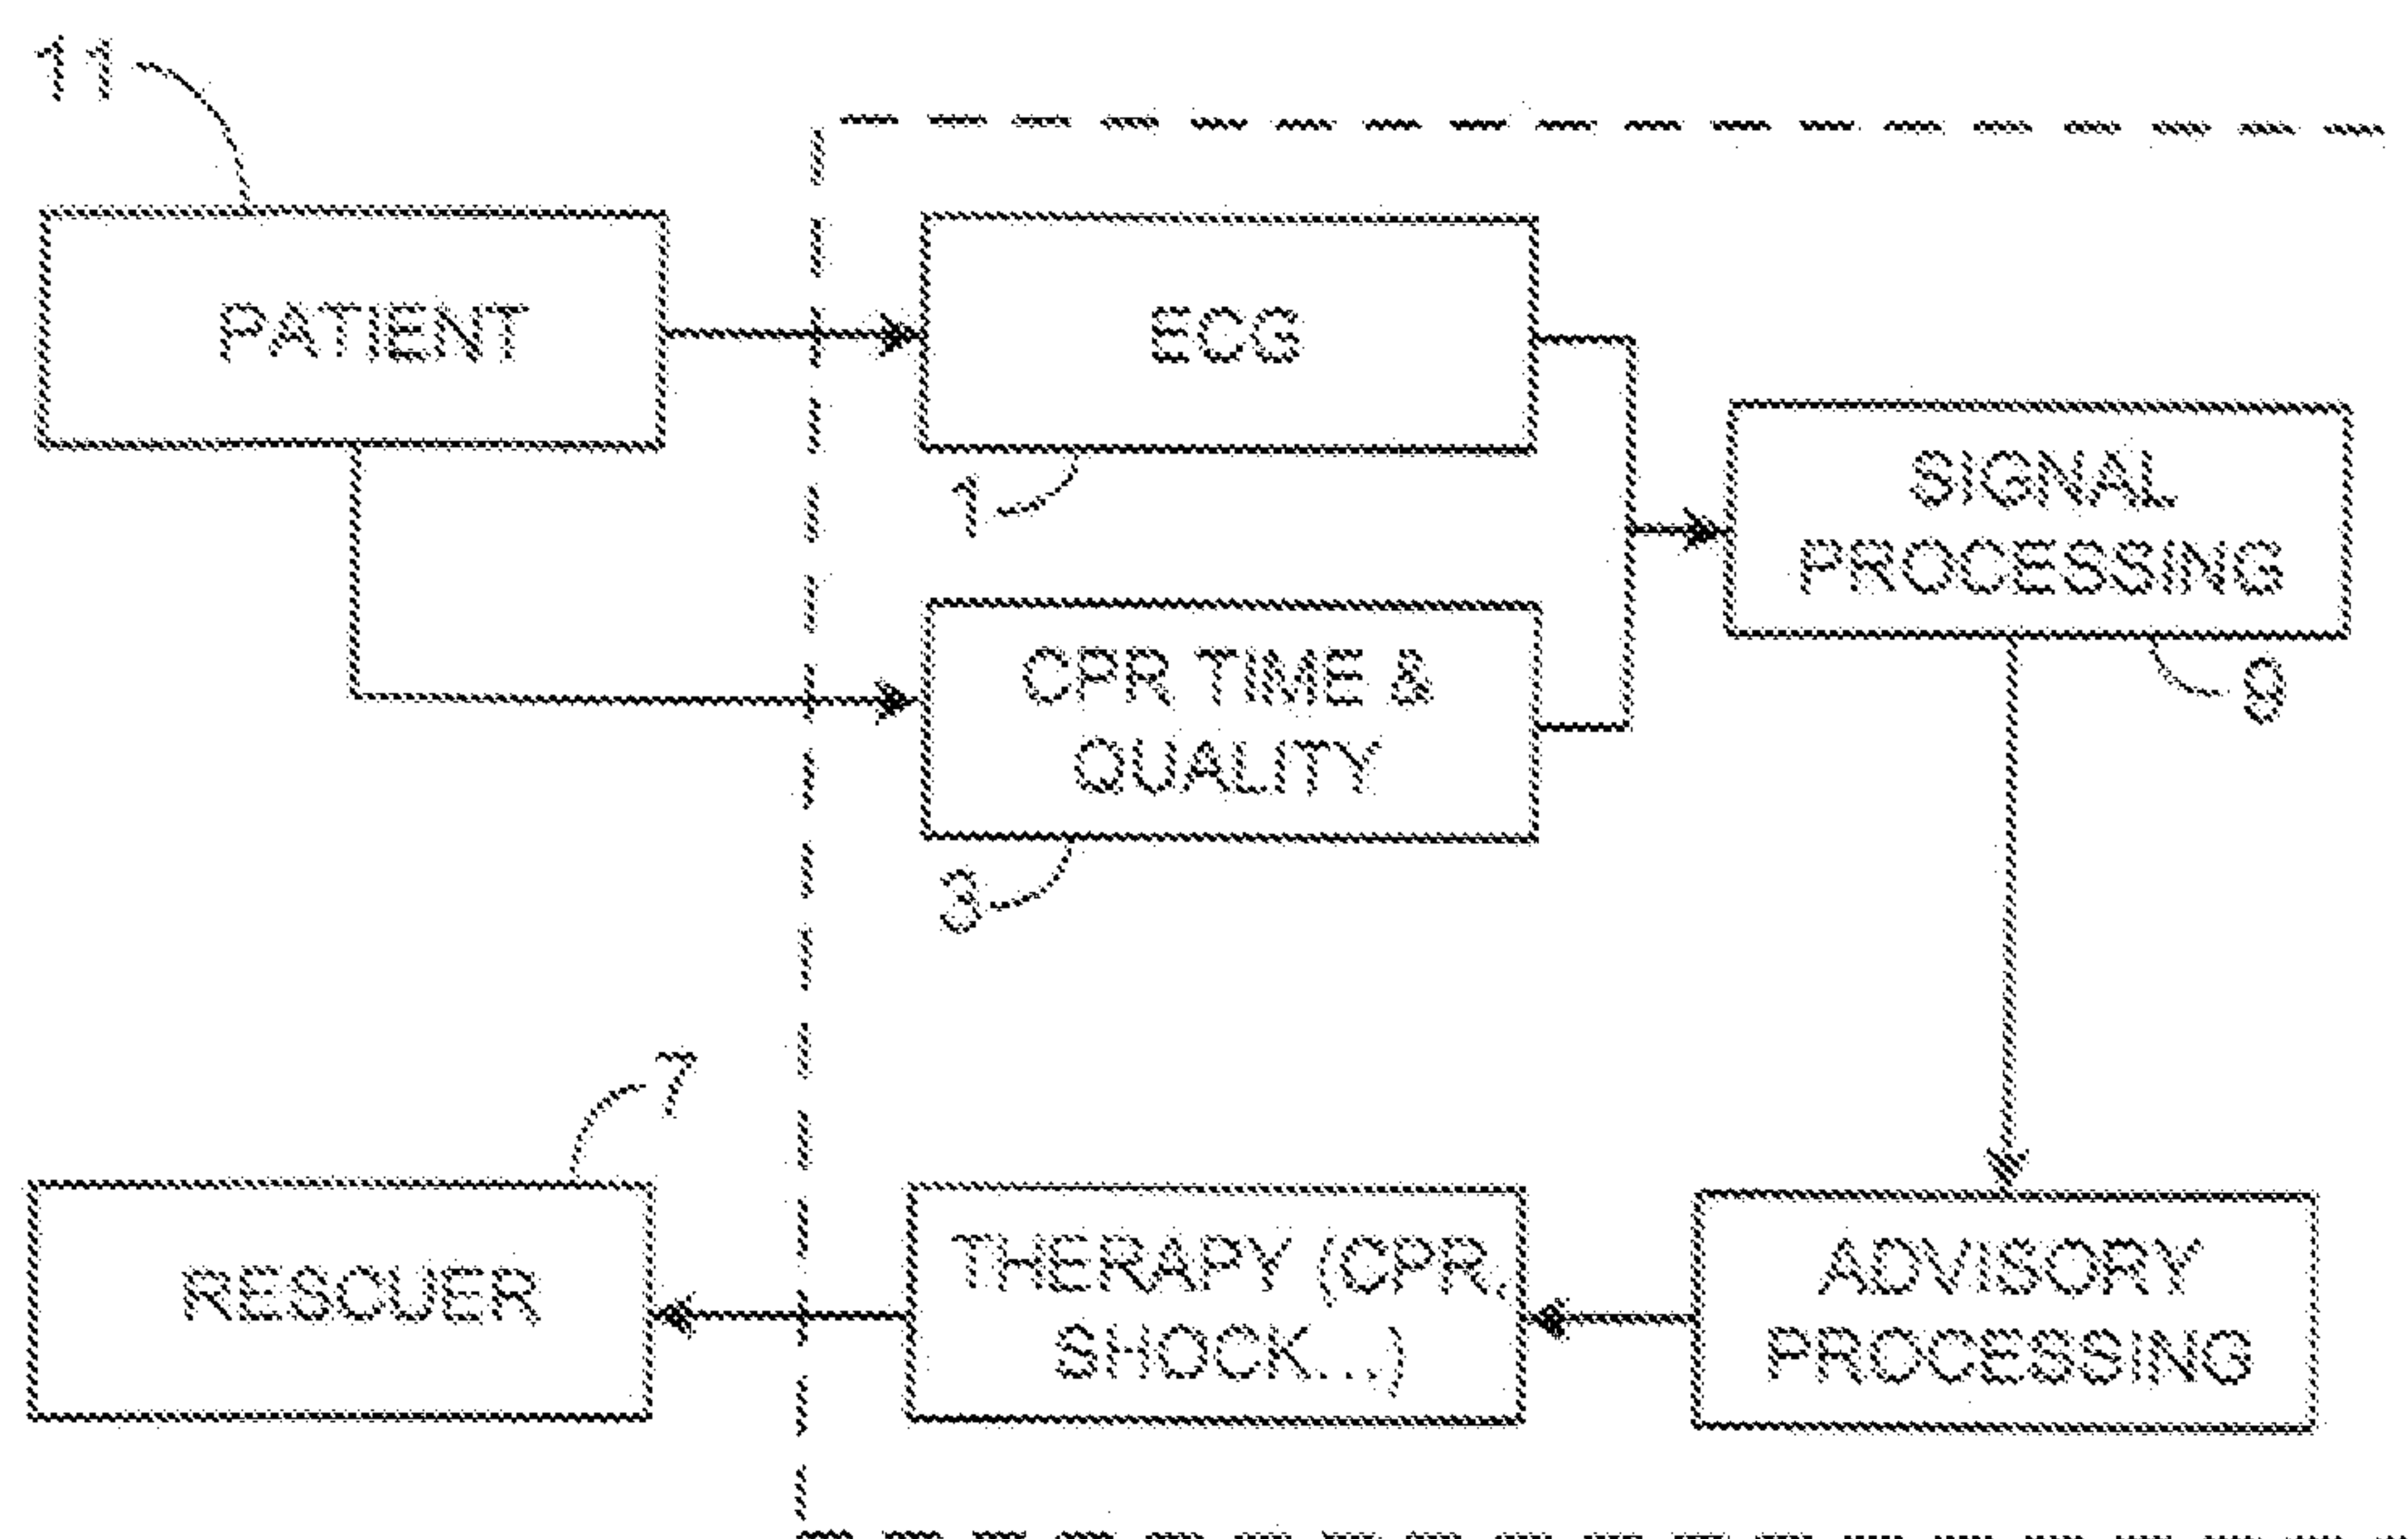 11
PATIENT
ECG
1
SIGNAL
PROCESSING
9
CPR TIME &
QUALITY
3
7
RESCUER
THERAPY (CPR,
SHOCK...)
ADVISORY
PROCESSING